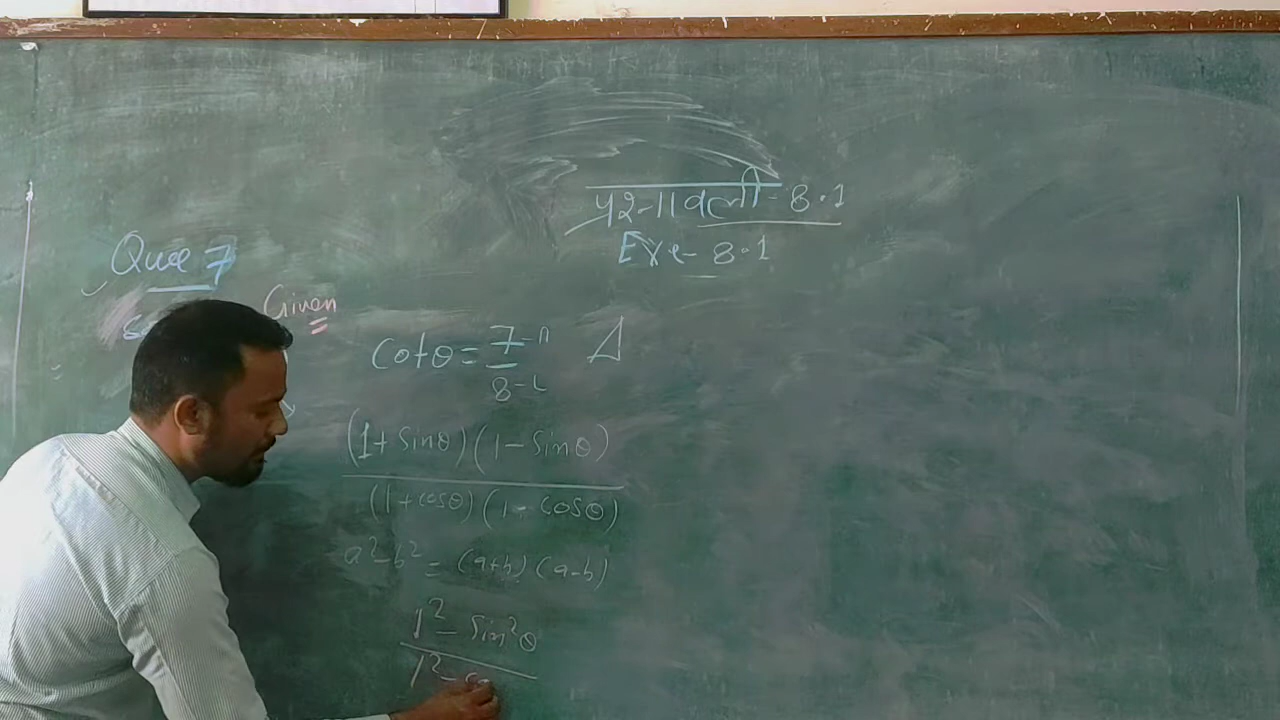 प्रश्नावली - 8.1
Exe - 8.1
Que 7
Given
cotθ = 7/8
(1 + sinθ)(1 - sinθ)
(1 + cosθ)(1 - cosθ)
a² - b² = (a+b)(a-b)
1² - sin²θ
1² -